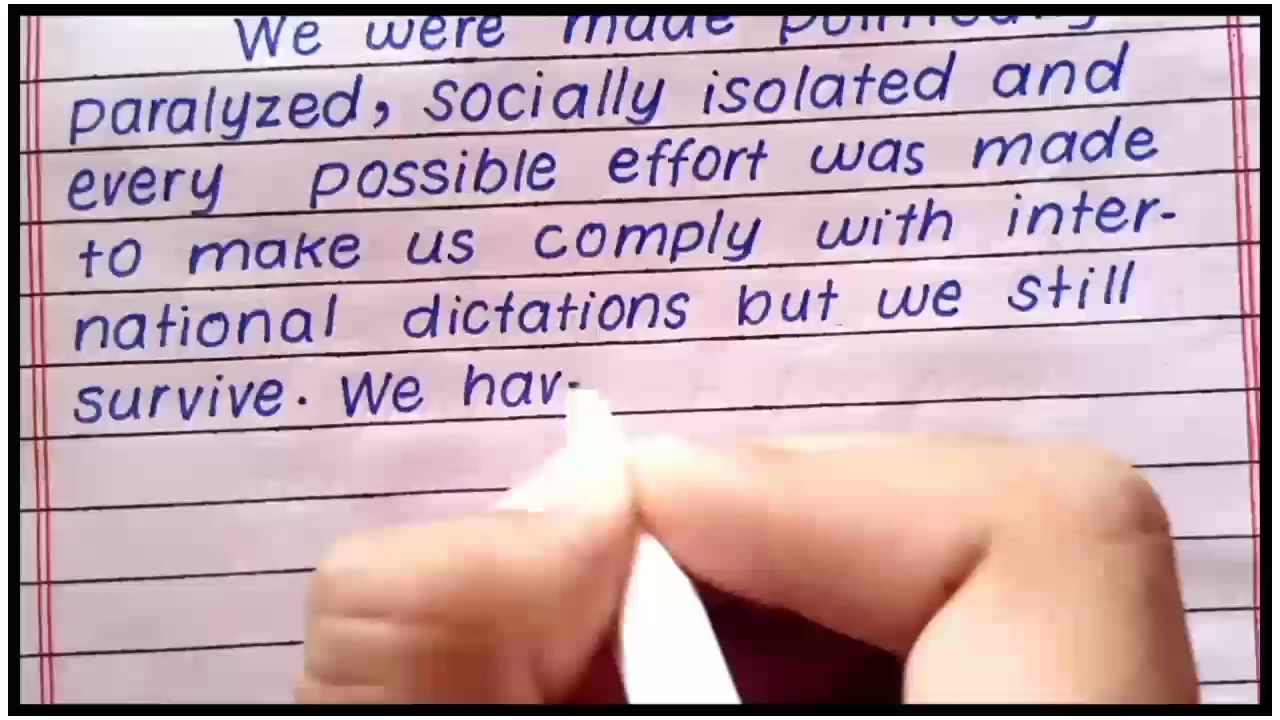 We were made
paralyzed, socially isolated and
every possible effort was made
to make us comply with inter-
national dictations but we still
survive. We hav